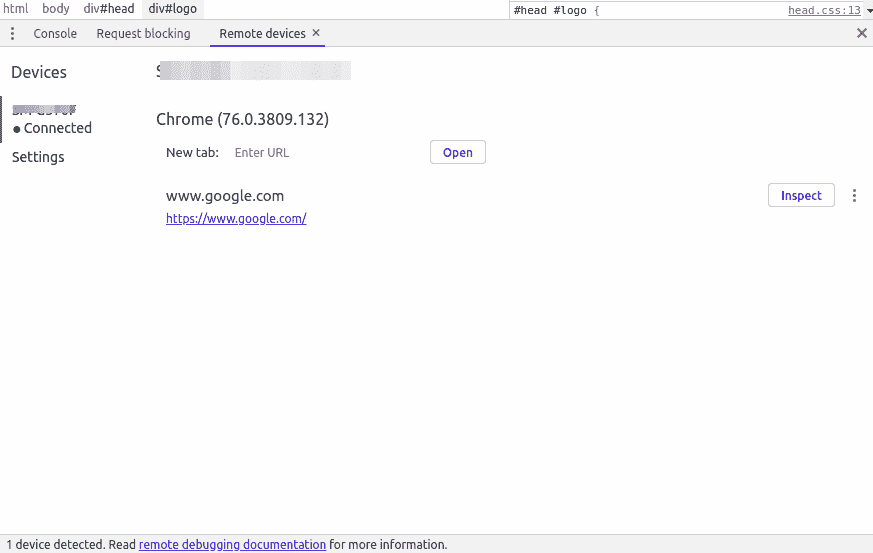 html body div#head div#logo
#head #logo { head.css:13
Console Request blocking Remote devices ×
Devices
Chrome (76.0.3809.132)
● Connected
New tab: Enter URL Open
Settings
www.google.com Inspect
https://www.google.com/
1 device detected. Read remote debugging documentation for more information.